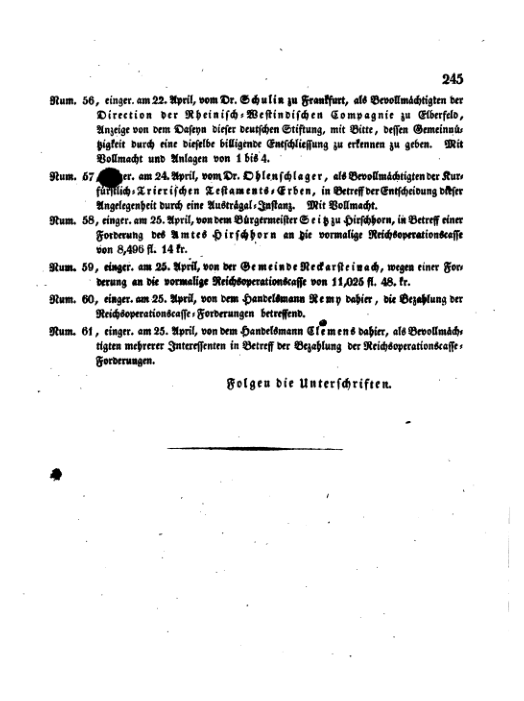 245
Num. 56, einger. am 22. April, vom Dr. Schulin zu Frankfurt, als Bevollmächtigten der
Direction der Rheinisch-Westindischen Compagnie zu Elberfeld,
Anzeige von dem Daseyn dieser deutschen Stiftung, mit Bitte, dessen Gemeinnü-
tzigkeit durch eine dieselbe billigende Entschliessung zu erkennen zu geben. Mit
Vollmacht und Anlagen von 1 bis 4.
Num. 57 er. am 24. April, vom Dr. Ohlenschlager, als Bevollmächtigten der Kur-
fürstlich-Trierischen Testaments-Erben, in Betreff der Entscheidung dieser
Angelegenheit durch eine Austrägal-Instanz. Mit Vollmacht.
Num. 58, einger. am 25. April, von dem Bürgermeister Seitz zu Hirschhorn, in Betreff einer
Forderung des Amtes Hirschhorn an die vormalige Reichsoperationscasse
von 8,496 fl. 14 kr.
Num. 59, einger. am 25. April, von der Gemeinde Neckarsteinach, wegen einer For-
derung an die vormalige Reichsoperationscasse von 11,025 fl. 48. kr.
Num. 60, einger. am 25. April, von dem Handelsmann Remy dahier, die Bezahlung der
Reichsoperationscasse-Forderungen betreffend.
Num. 61, einger. am 25. April, von dem Handelsmann Clemens dahier, als Bevollmäch-
tigten mehrerer Interessenten in Betreff der Bezahlung der Reichsoperationscasse-
Forderungen.
Folgen die Unterschriften.